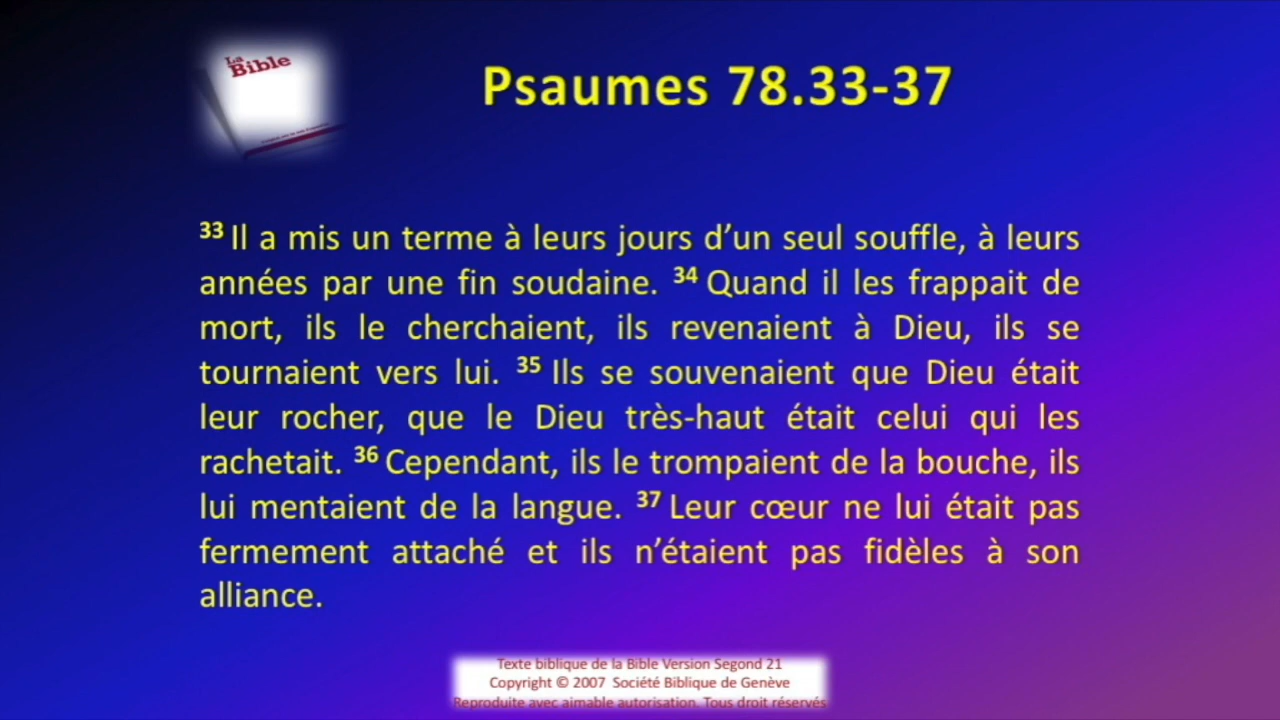 La
Bible
Psaumes 78.33-37
33 Il a mis un terme à leurs jours d’un seul souffle, à leurs
années par une fin soudaine. 34 Quand il les frappait de
mort, ils le cherchaient, ils revenaient à Dieu, ils se
tournaient vers lui. 35 Ils se souvenaient que Dieu était
leur rocher, que le Dieu très-haut était celui qui les
rachetait. 36 Cependant, ils le trompaient de la bouche, ils
lui mentaient de la langue. 37 Leur cœur ne lui était pas
fermement attaché et ils n’étaient pas fidèles à son
alliance.
Texte biblique de la Bible Version Segond 21
Copyright © 2007 Société Biblique de Genève
Reproduite avec aimable autorisation. Tous droit réservés